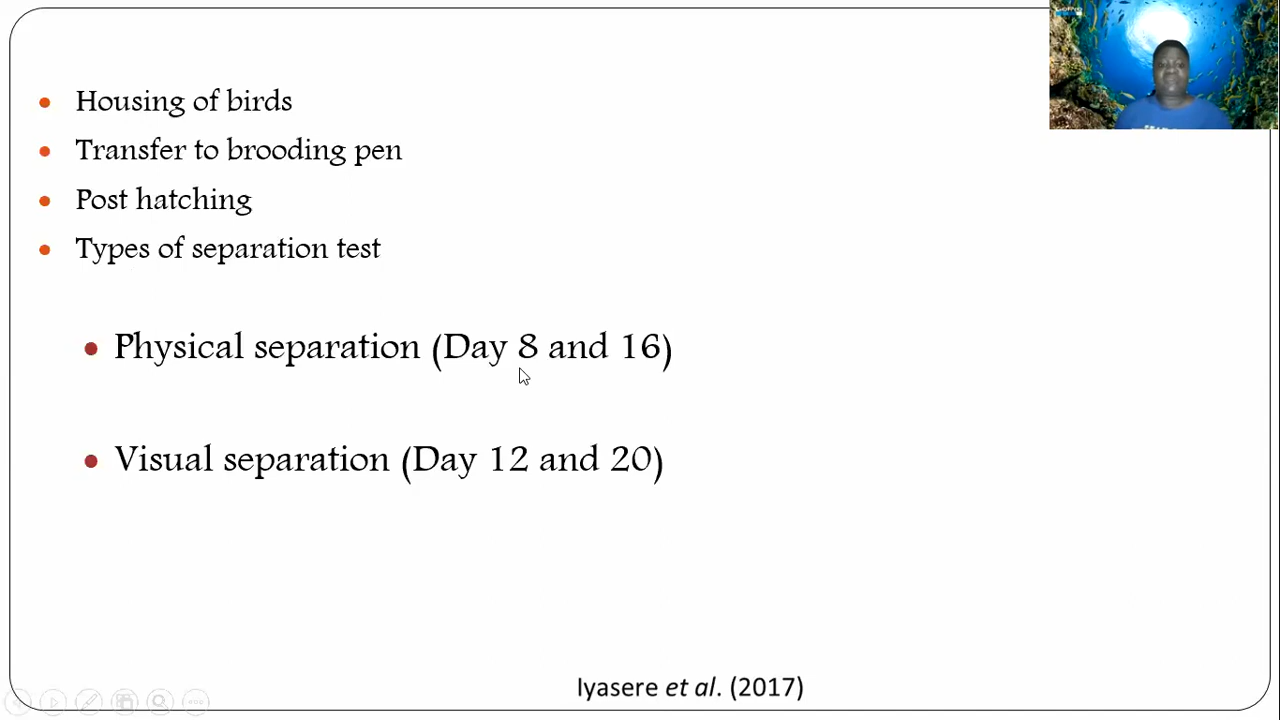 Housing of birds
Transfer to brooding pen
Post hatching
Types of separation test
Physical separation (Day 8 and 16)
Visual separation (Day 12 and 20)
Iyasere et al. (2017)